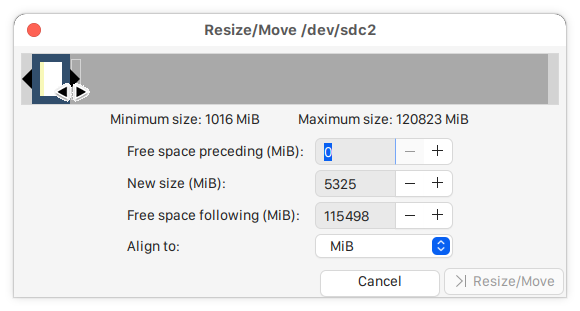 Resize/Move /dev/sdc2
Minimum size: 1016 MiB Maximum size: 120823 MiB
Free space preceding (MiB): 0
New size (MiB): 5325
Free space following (MiB): 115498
Align to: MiB
Cancel Resize/Move